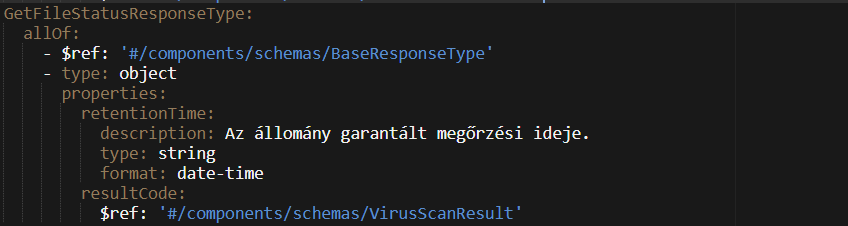 GetFileStatusResponseType:
allOf:
- $ref: '#/components/schemas/BaseResponseType'
- type: object
properties:
retentionTime:
description: Az állomány garantált megőrzési ideje.
type: string
format: date-time
resultCode:
$ref: '#/components/schemas/VirusScanResult'